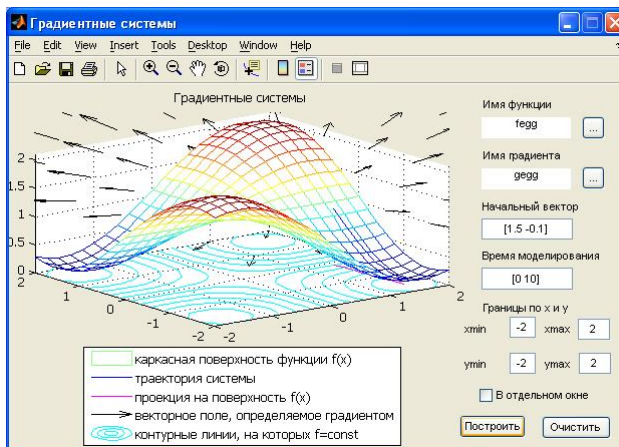 Градиентные системы
File Edit View Insert Tools Desktop Window Help
Градиентные системы
2
1.5
1
0.5
0
2
1
0
-1
-2
-2
-1
0
1
2
каркасная поверхность функции f(x)
траектория системы
проекция на поверхность f(x)
векторное поле, определяемое градиентом
контурные линии, на которых f=const
Имя функции
fegg
...
Имя градиента
gegg
...
Начальный вектор
[1.5 -0.1]
Время моделирования
[0 10]
Границы по x и y
xmin -2 xmax 2
ymin -2 ymax 2
В отдельном окне
Построить Очистить